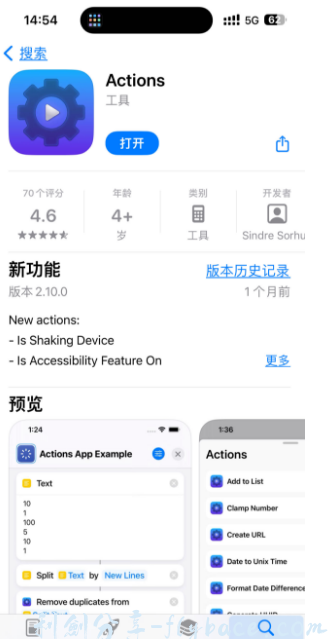 14:54
5G 62
搜索
Actions
工具
打开
70个评分
年龄
类别
开发者
4.6
4+
岁
工具
Sindre Sorhu
新功能
版本历史记录
版本 2.10.0
1个月前
New actions:
- Is Shaking Device
- Is Accessibility Feature On
更多
预览
1:24
Actions App Example
Text
10
1
100
5
10
1
Split Text by New Lines
Remove duplicates from
1:36
Actions
Add to List
Clamp Number
Create URL
Date to Unix Time
Format Date Difference
Generate UUID